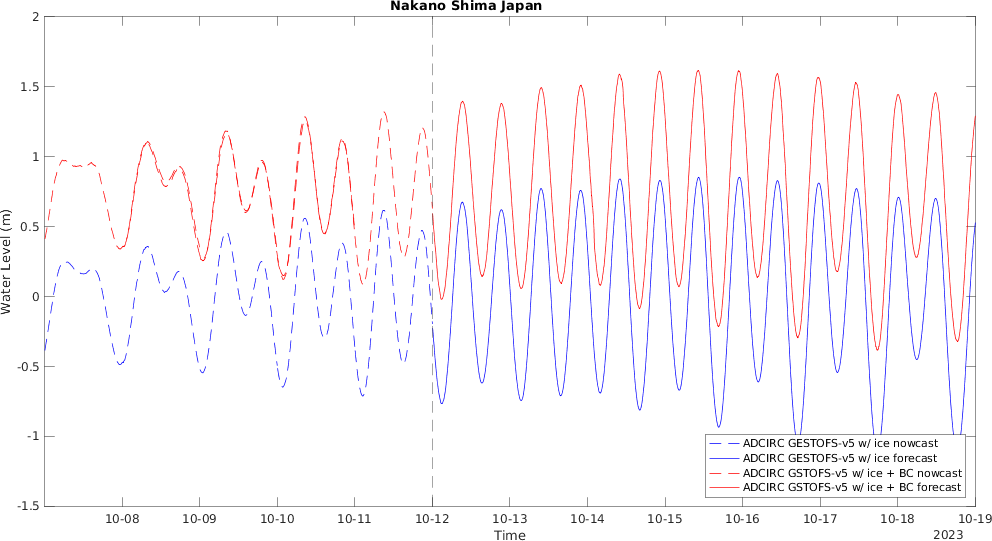 Nakano Shima Japan
Water Level (m)
2
1.5
1
0.5
0
-0.5
-1
-1.5
10-08 10-09 10-10 10-11 10-12 10-13 10-14 10-15 10-16 10-17 10-18 10-19
Time
2023
ADCIRC GESTOFS-v5 w/ ice nowcast
ADCIRC GESTOFS-v5 w/ ice forecast
ADCIRC GSTOFS-v5 w/ ice + BC nowcast
ADCIRC GSTOFS-v5 w/ ice + BC forecast